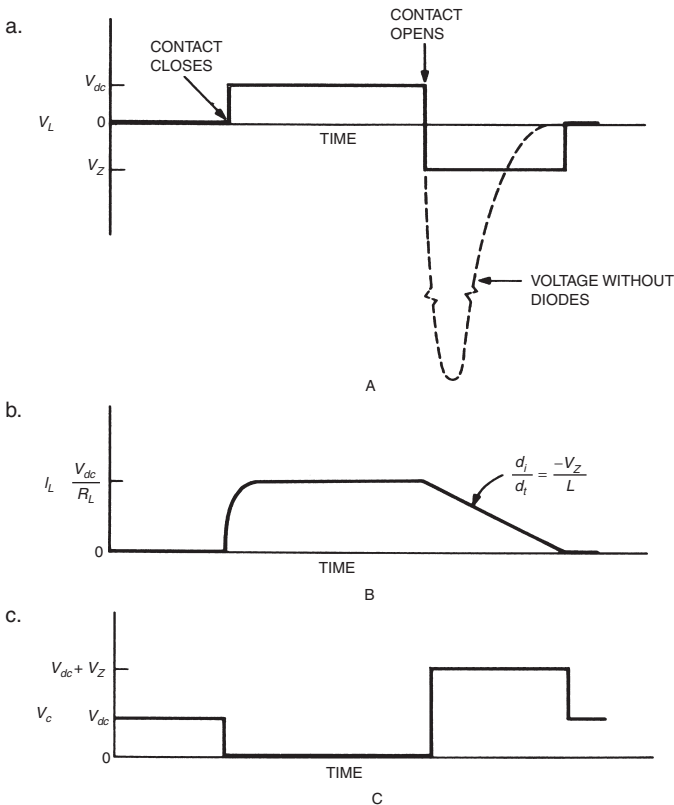 a.
CONTACT
CLOSES
CONTACT
OPENS
V_dc
V_L
0
V_Z
TIME
VOLTAGE WITHOUT
DIODES
A
b.
I_L
V_dc
R_L
d_i/d_t = -V_Z/L
0
TIME
B
c.
V_dc + V_Z
V_c
V_dc
0
TIME
C